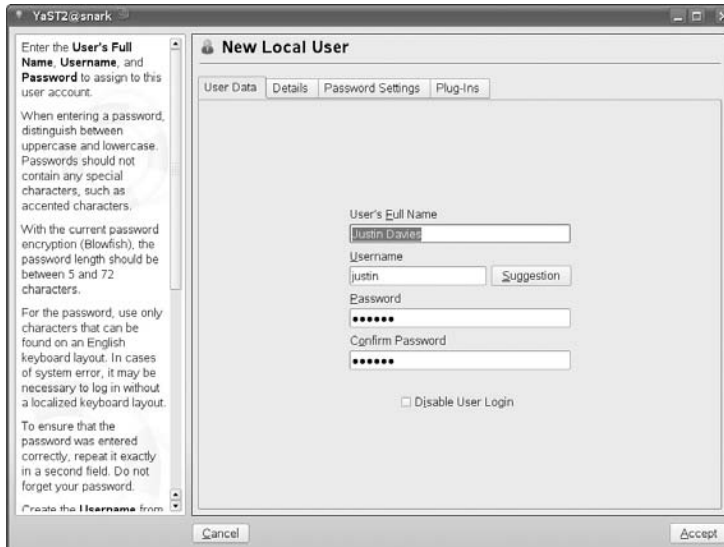 YaST2@snark
Enter the User's Full
Name, Username, and
Password to assign to this
user account.
When entering a password,
distinguish between
uppercase and lowercase.
Passwords should not
contain any special
characters, such as
accented characters.
With the current password
encryption (Blowfish), the
password length should be
between 5 and 72
characters.
For the password, use only
characters that can be
found on an English
keyboard layout. In cases
of system error, it may be
necessary to log in without
a localized keyboard layout.
To ensure that the
password was entered
correctly, repeat it exactly
in a second field. Do not
forget your password.
Create the Username from
New Local User
User Data
Details
Password Settings
Plug-Ins
User's Full Name
Justin Davies
Username
justin
Suggestion
Password
●●●●●●
Confirm Password
●●●●●●
Disable User Login
Cancel
Accept